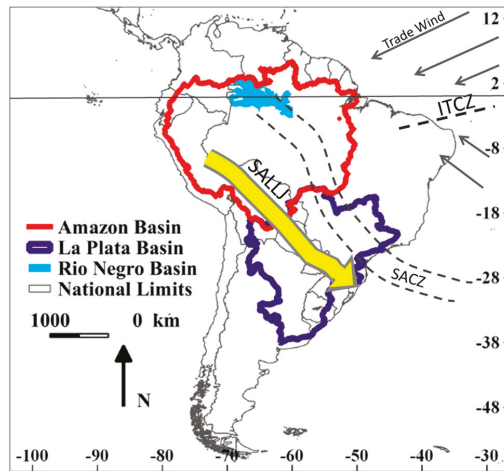 12
Trade Wind
2
ITCZ
-8
SALLJ
-18
Amazon Basin
La Plata Basin
Rio Negro Basin
National Limits
SACZ
-28
1000 0 km
-38
N
-48
-100 -90 -80 -70 -60 -50 -40 -30